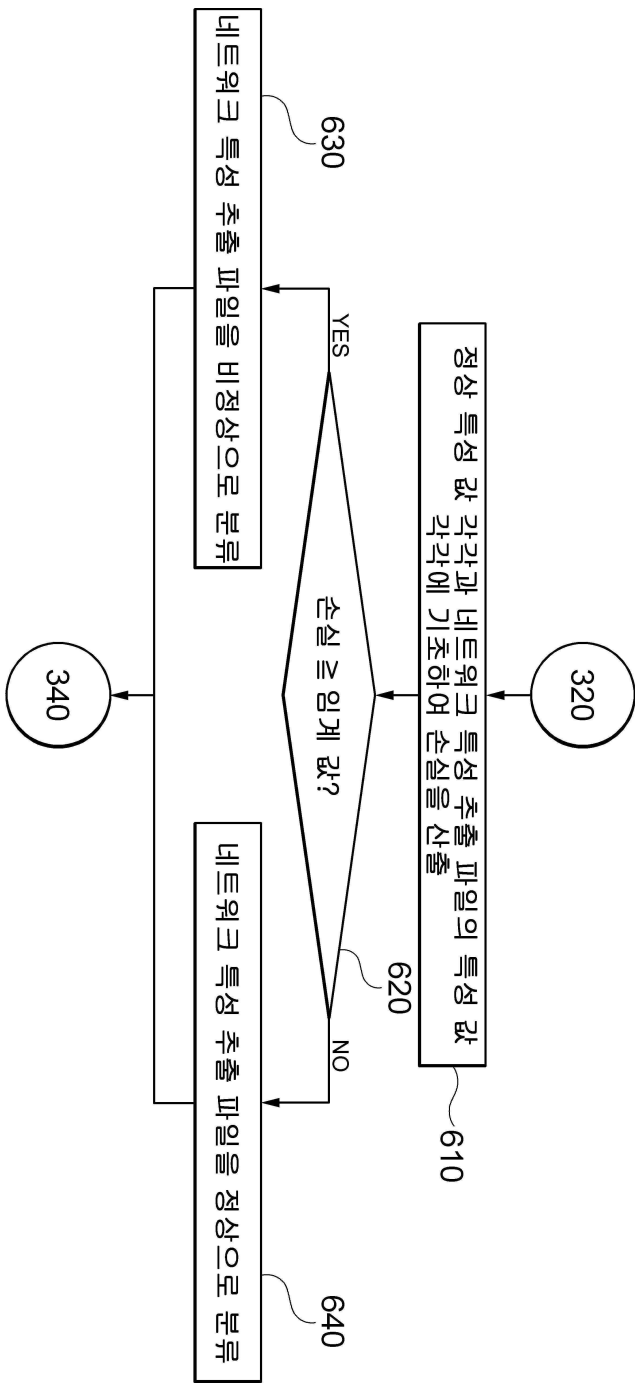 320
정상 특성 값 각각과 네트워크 특성 추출 파일의 특성 값
각각에 기초하여 손실을 산출
610
손실 ≥ 임계 값?
620
YES
NO
630
네트워크 특성 추출 파일을 비정상으로 분류
640
네트워크 특성 추출 파일을 정상으로 분류
340